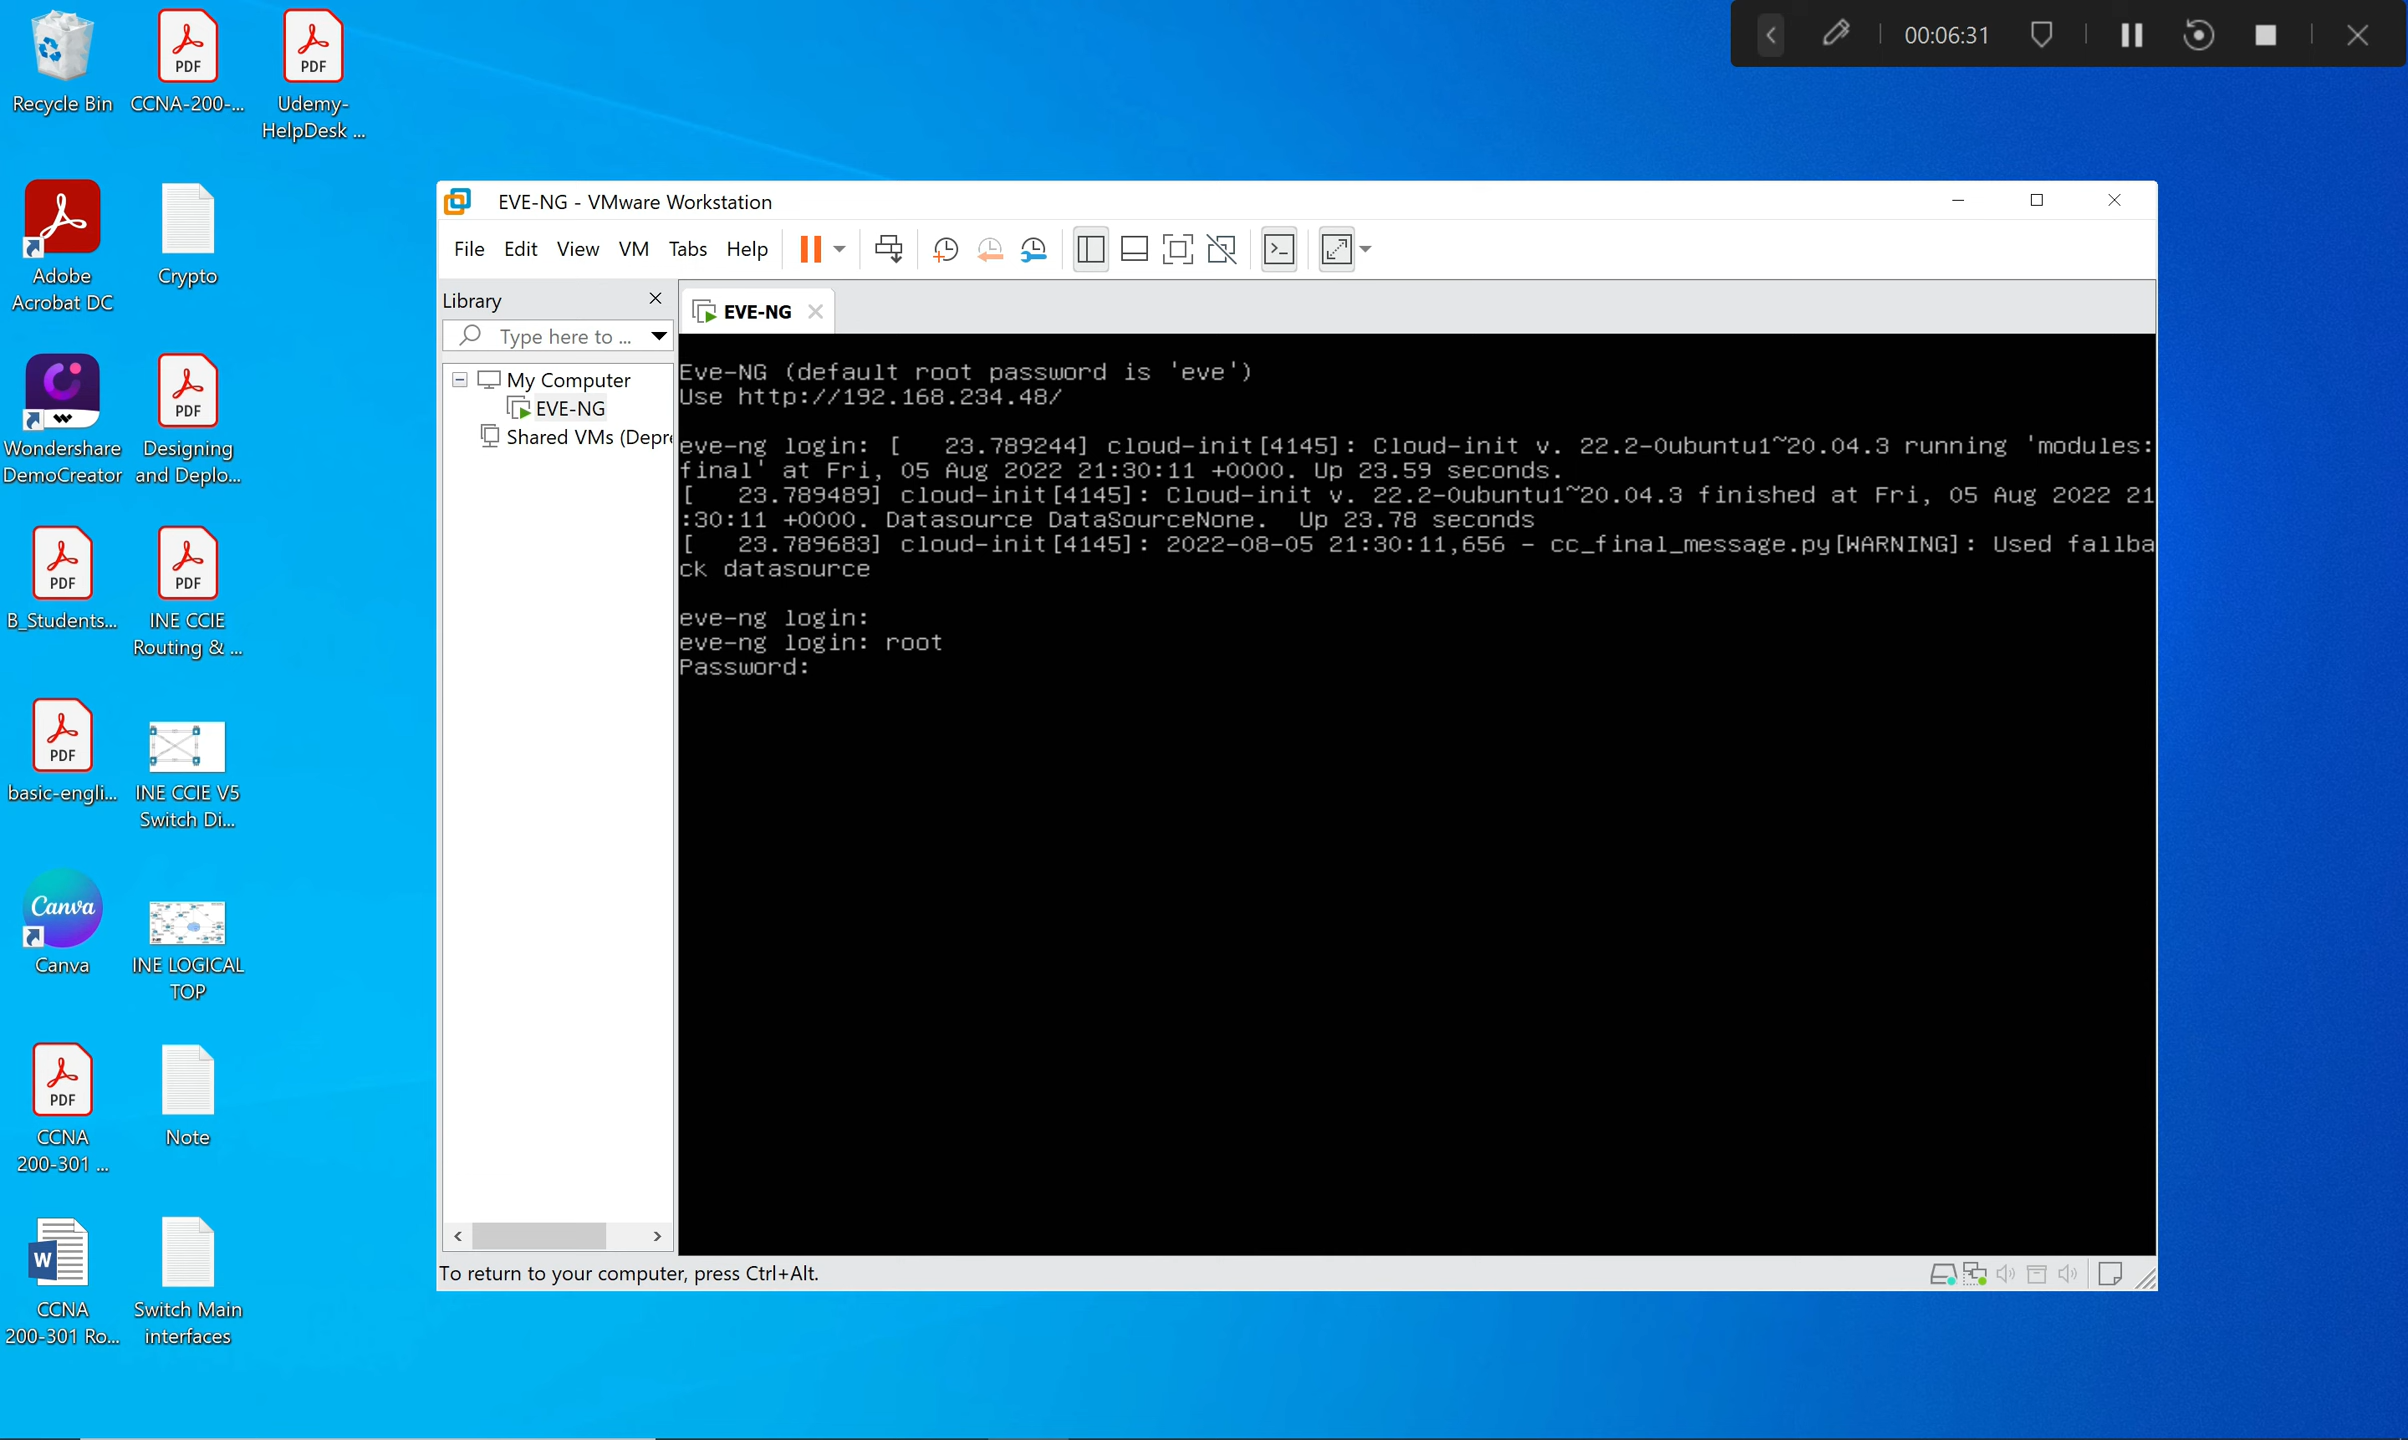 Recycle Bin
CCNA-200-...
Udemy-
HelpDesk ...
Adobe
Acrobat DC
Crypto
Wondershare
DemoCreator
Designing
and Deplo...
B_Students...
INE CCIE
Routing & ...
basic-engli...
INE CCIE V5
Switch Di...
Canva
Canva
INE LOGICAL
TOP
CCNA
200-301 ...
Note
CCNA
200-301 Ro...
Switch Main
interfaces
PDF
PDF
PDF
PDF
PDF
PDF
PDF
W
00:06:31
EVE-NG - VMware Workstation
File Edit View VM Tabs Help
Library
Type here to ...
My Computer
EVE-NG
Shared VMs (Depre
EVE-NG
Eve-NG (default root password is 'eve')
Use http://192.168.234.48/
eve-ng login: [   23.789244] cloud-init[4145]: Cloud-init v. 22.2-0ubuntu1~20.04.3 running 'modules:
final' at Fri, 05 Aug 2022 21:30:11 +0000. Up 23.59 seconds.
[   23.789489] cloud-init[4145]: Cloud-init v. 22.2-0ubuntu1~20.04.3 finished at Fri, 05 Aug 2022 21
:30:11 +0000. Datasource DataSourceNone.  Up 23.78 seconds
[   23.789683] cloud-init[4145]: 2022-08-05 21:30:11,656 - cc_final_message.py[WARNING]: Used fallba
ck datasource
eve-ng login:
eve-ng login: root
Password:
To return to your computer, press Ctrl+Alt.